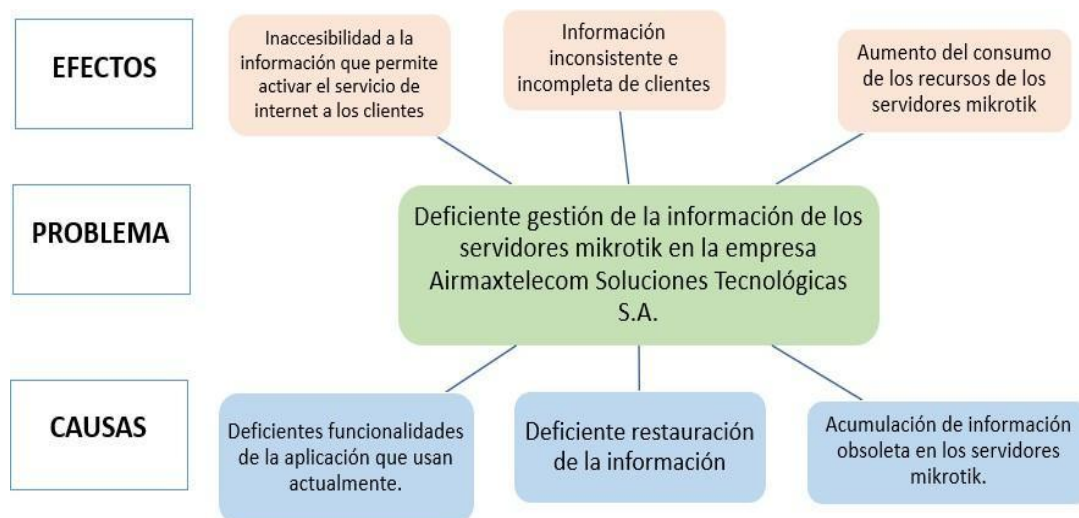 EFECTOS
Inaccesibilidad a la
información que permite
activar el servicio de
internet a los clientes
Información
inconsistente e
incompleta de clientes
Aumento del consumo
de los recursos de los
servidores mikrotik
PROBLEMA
Deficiente gestión de la información de los
servidores mikrotik en la empresa
Airmaxtelecom Soluciones Tecnológicas
S.A.
CAUSAS
Deficientes funcionalidades
de la aplicación que usan
actualmente.
Deficiente restauración
de la información
Acumulación de información
obsoleta en los servidores
mikrotik.